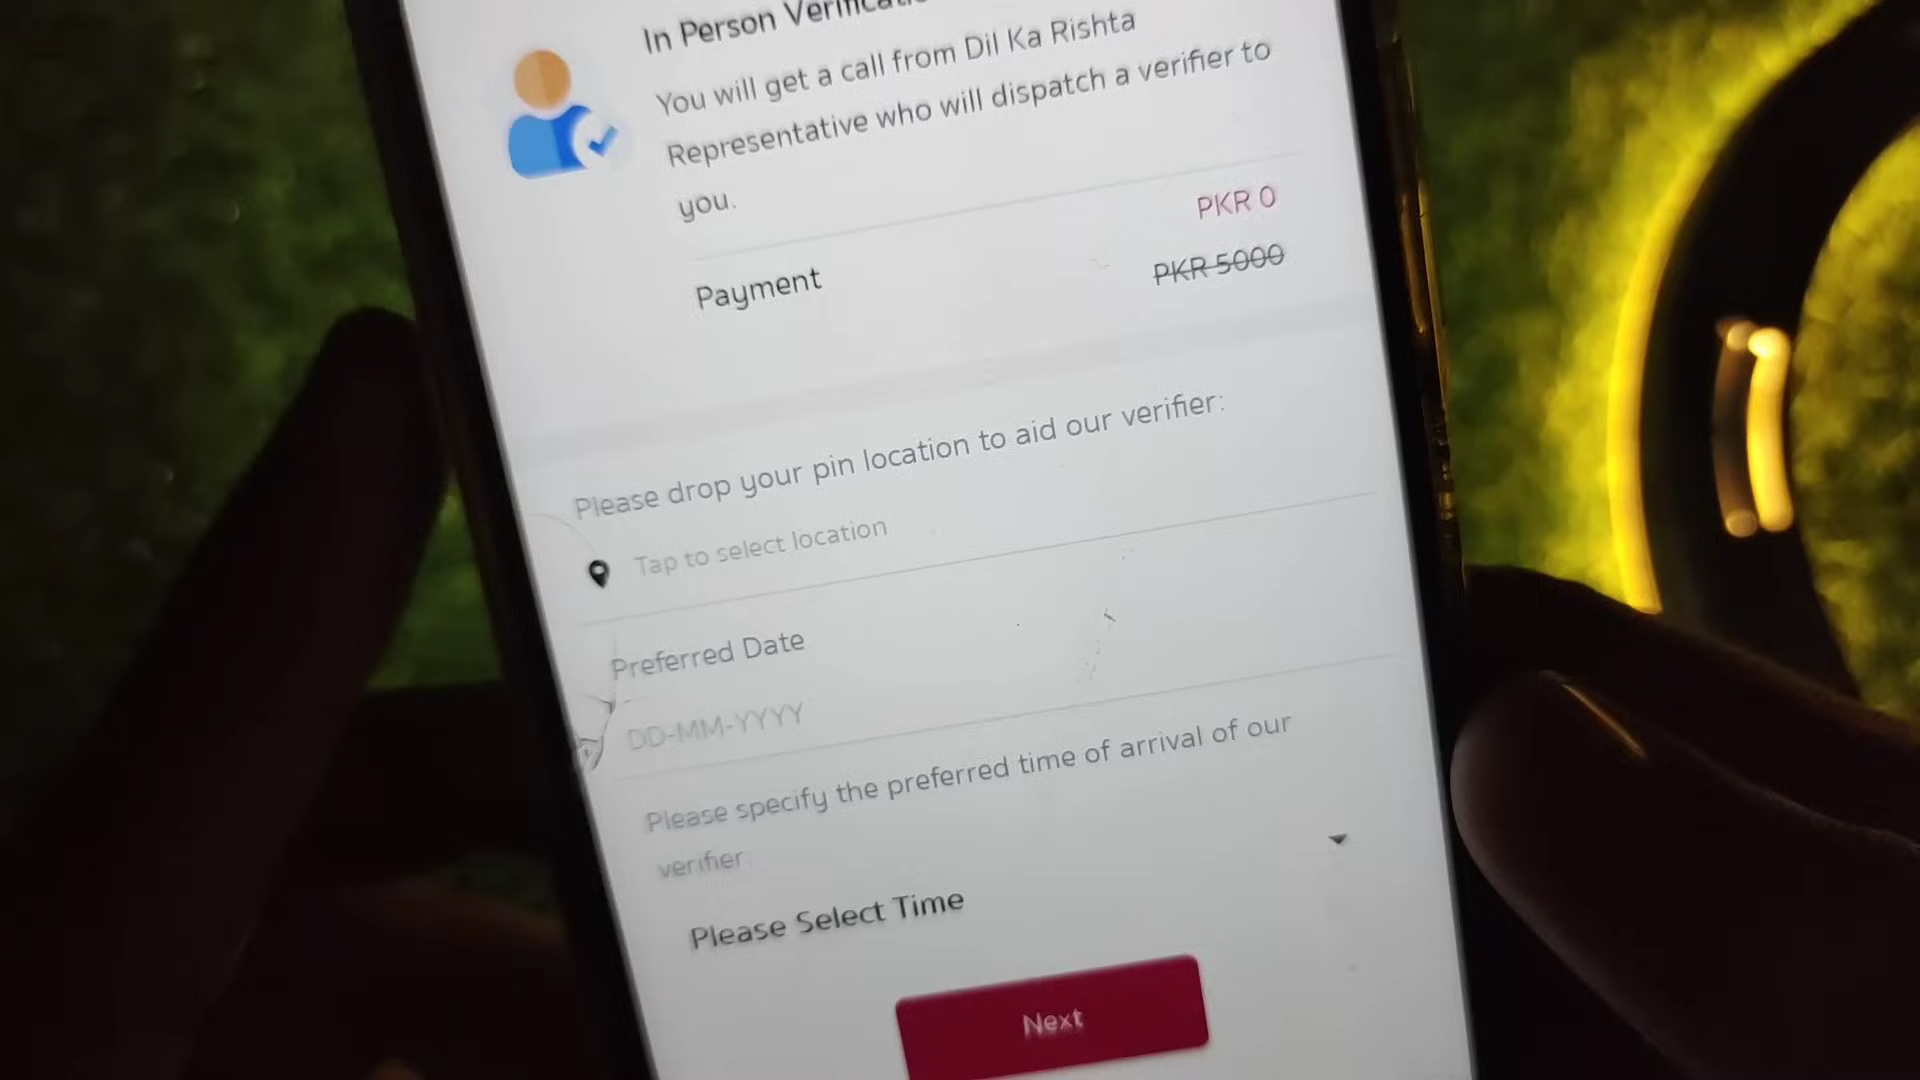 In Person Verificati
You will get a call from Dil Ka Rishta
Representative who will dispatch a verifier to
you.
PKR 0
Payment
PKR 5000
Please drop your pin location to aid our verifier:
Tap to select location
Preferred Date
DD-MM-YYYY
Please specify the preferred time of arrival of our
verifier
Please Select Time
Next